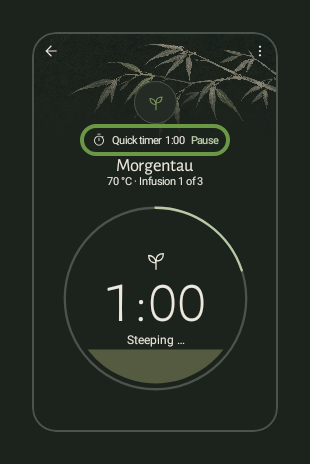 Quick timer 1:00 Pause
Morgentau
70 °C · Infusion 1 of 3
1:00
Steeping ...